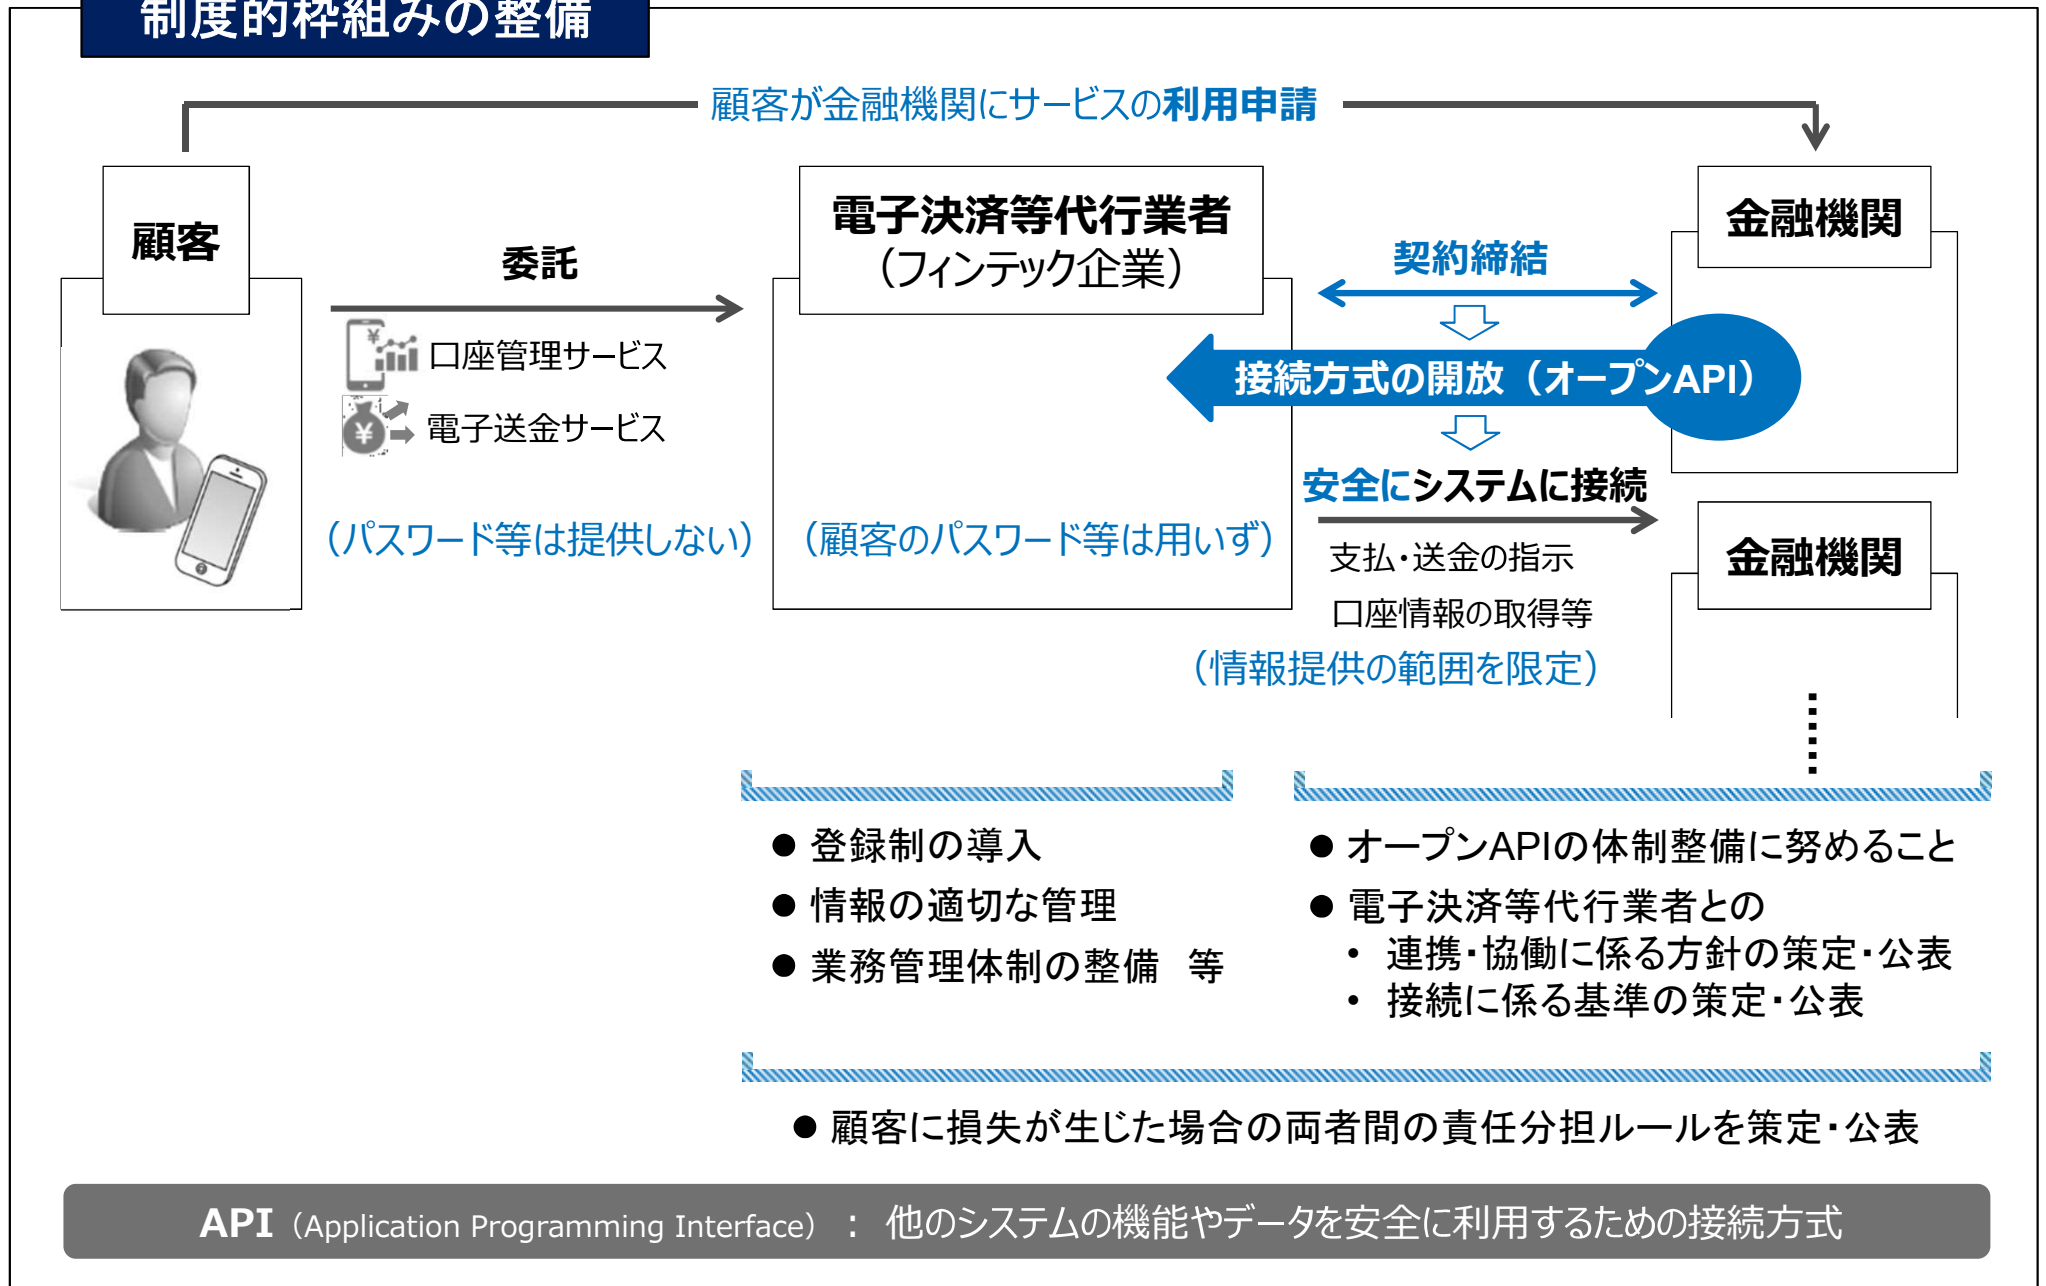 制度的枠組みの整備
顧客が金融機関にサービスの利用申請
顧客
委託
口座管理サービス
電子送金サービス
（パスワード等は提供しない）
電子決済等代行業者
（フィンテック企業）
（顧客のパスワード等は用いず）
契約締結
接続方式の開放（オープンAPI）
安全にシステムに接続
支払・送金の指示
口座情報の取得等
（情報提供の範囲を限定）
金融機関
金融機関
● 登録制の導入
● 情報の適切な管理
● 業務管理体制の整備　等
● オープンAPIの体制整備に努めること
● 電子決済等代行業者との
• 連携・協働に係る方針の策定・公表
• 接続に係る基準の策定・公表
● 顧客に損失が生じた場合の両者間の責任分担ルールを策定・公表
API（Application Programming Interface）： 他のシステムの機能やデータを安全に利用するための接続方式